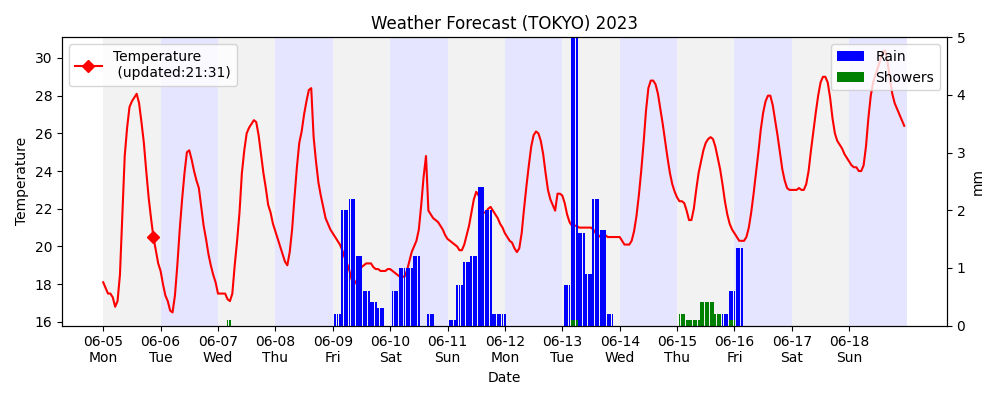 Weather Forecast (TOKYO) 2023
Temperature
(updated:21:31)
Rain
Showers
30
28
26
24
22
20
18
16
Temperature
5
4
3
2
1
0
mm
06-05 06-06 06-07 06-08 06-09 06-10 06-11 06-12 06-13 06-14 06-15 06-16 06-17 06-18
Mon Tue Wed Thu Fri Sat Sun Mon Tue Wed Thu Fri Sat Sun
Date